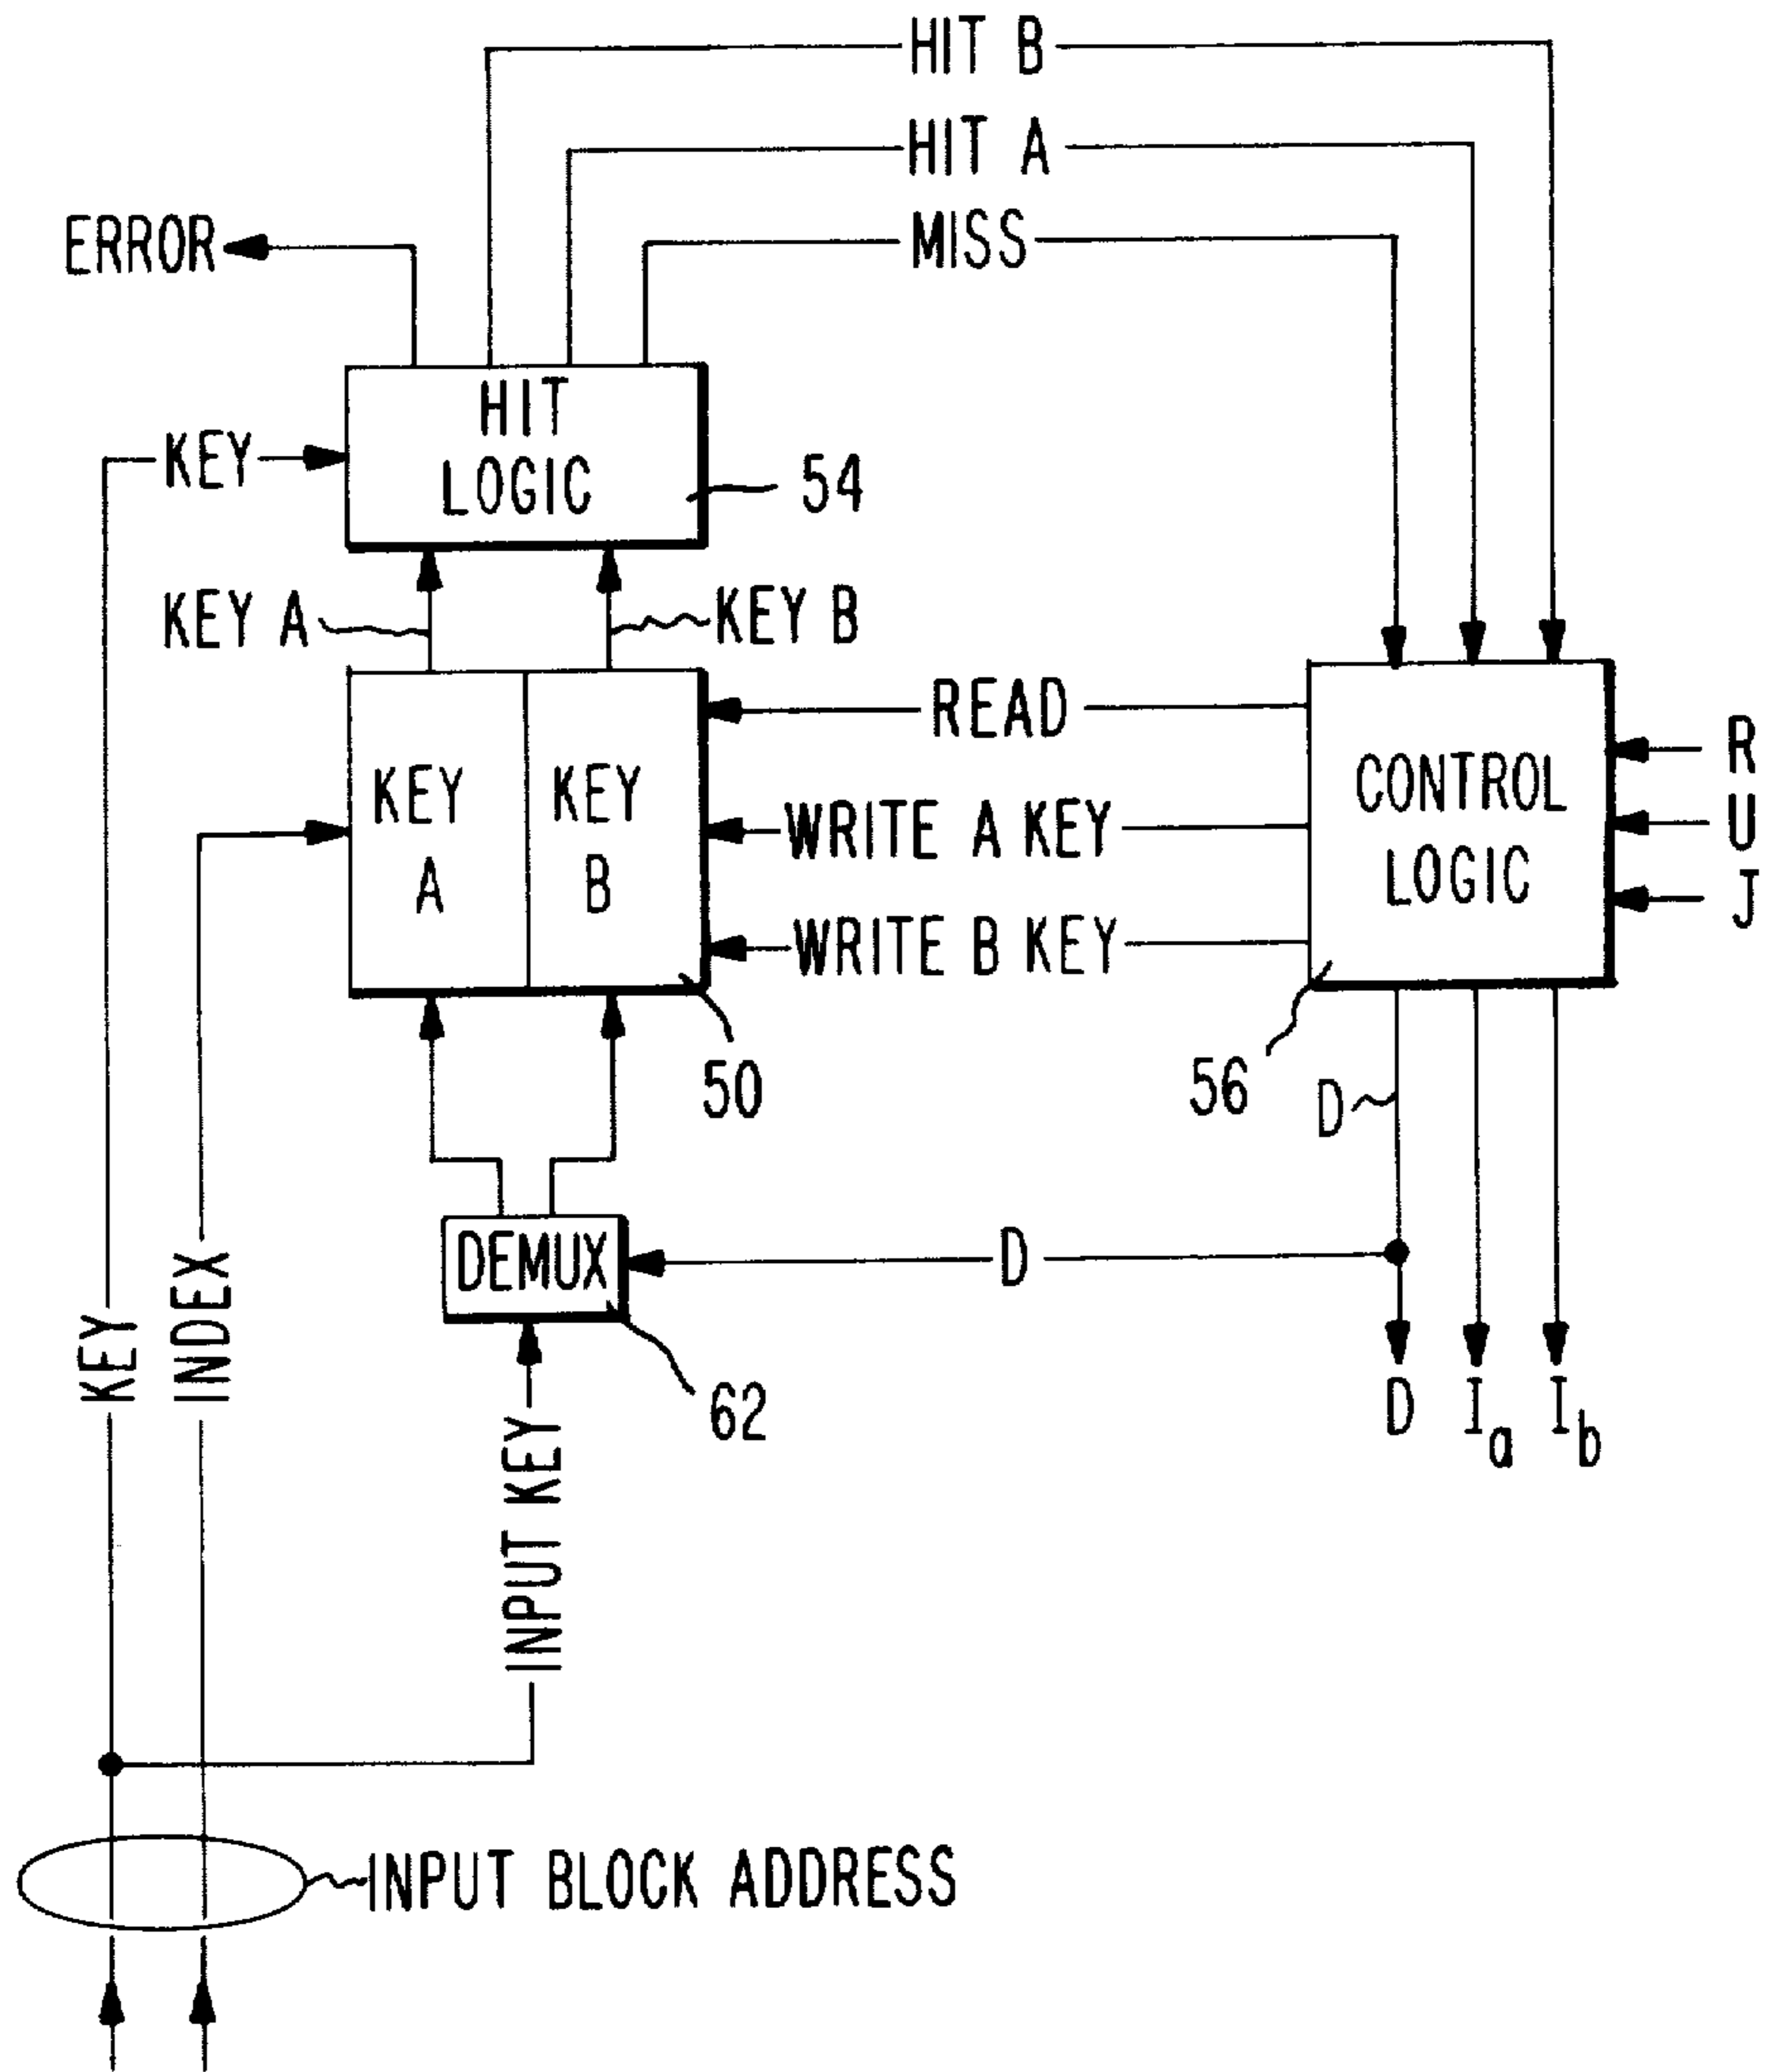 HIT B
HIT A
MISS
ERROR
HIT
LOGIC
KEY
54
KEY A
KEY B
READ
WRITE A KEY
WRITE B KEY
KEY
A
KEY
B
CONTROL
LOGIC
R
U
J
50
56
D
DEMUX
D
62
D
Ia
Ib
KEY
INDEX
INPUT KEY
INPUT BLOCK ADDRESS